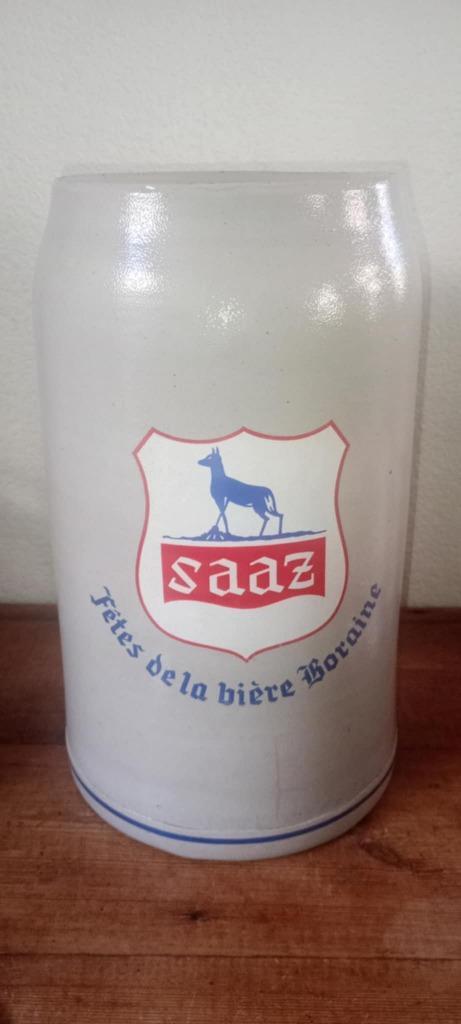 saaz
Fêtes de la bière Boraine